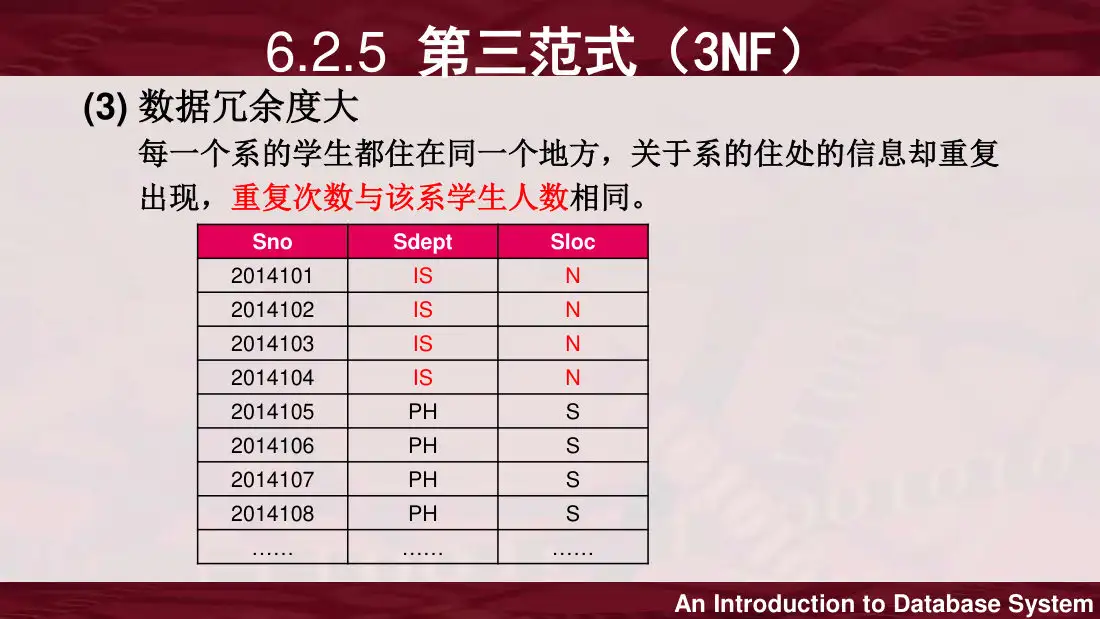 6.2.5 第三范式（3NF）
(3) 数据冗余度大
每一个系的学生都住在同一个地方，关于系的住处的信息却重复
出现，重复次数与该系学生人数相同。
Sno Sdept Sloc
2014101 IS N
2014102 IS N
2014103 IS N
2014104 IS N
2014105 PH S
2014106 PH S
2014107 PH S
2014108 PH S
…… …… ……
An Introduction to Database System